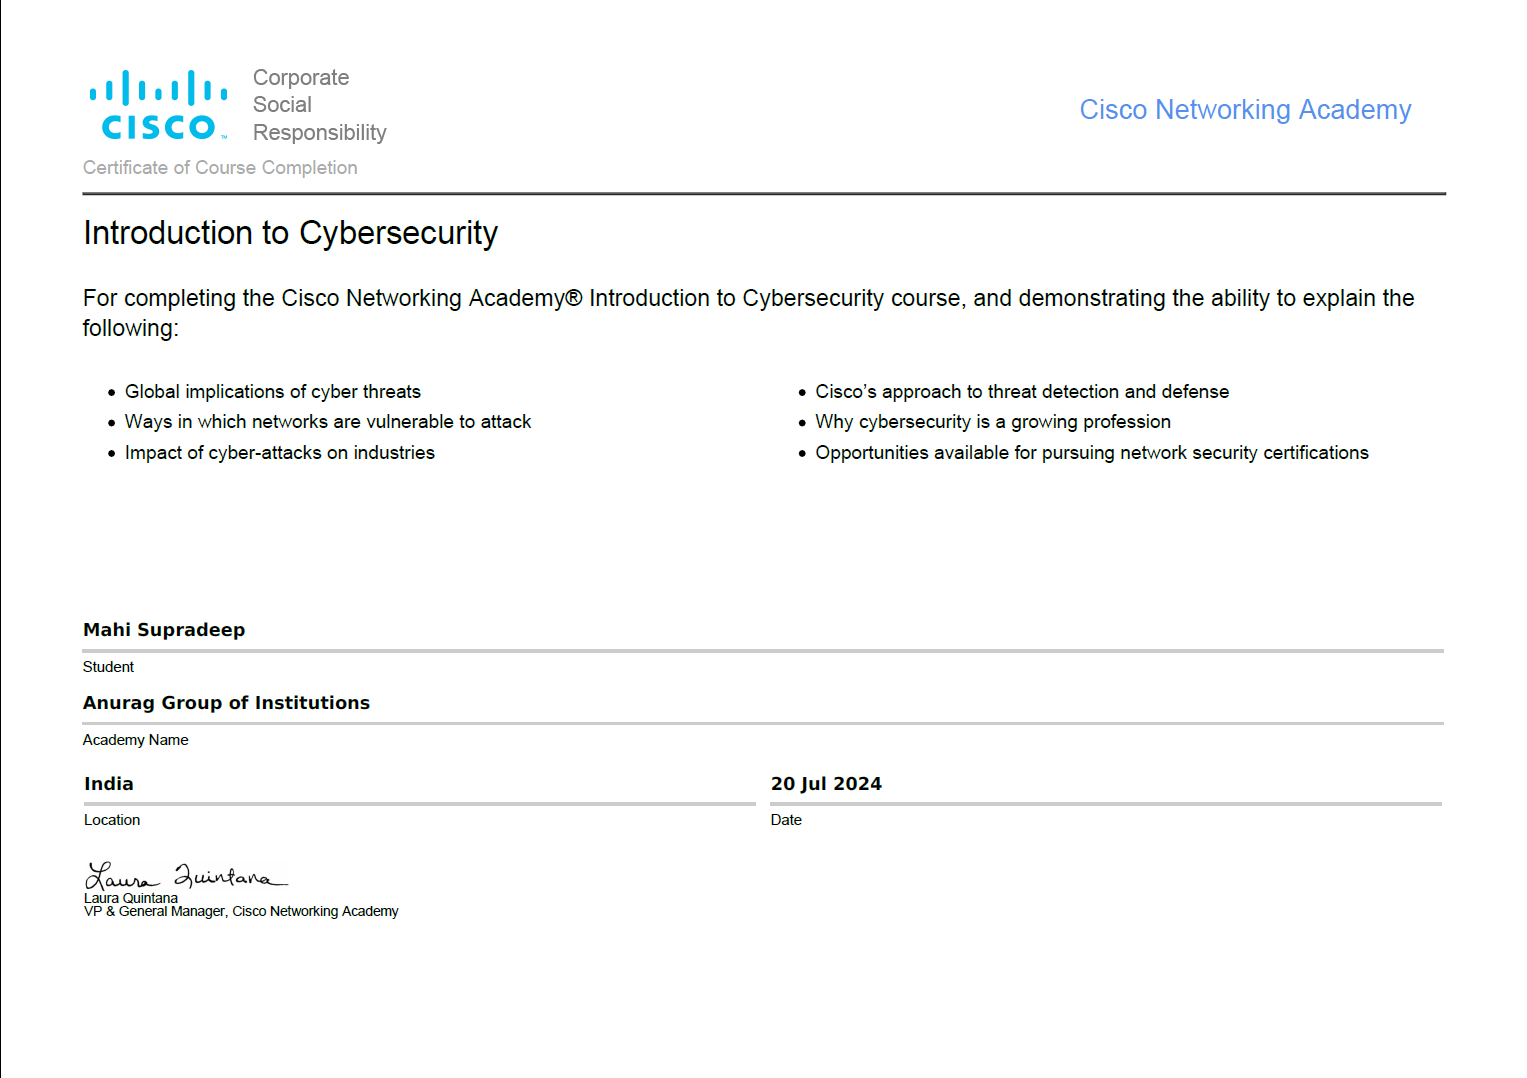 CISCO™
Corporate
Social
Responsibility
Cisco Networking Academy
Certificate of Course Completion
Introduction to Cybersecurity
For completing the Cisco Networking Academy® Introduction to Cybersecurity course, and demonstrating the ability to explain the
following:
• Global implications of cyber threats
• Ways in which networks are vulnerable to attack
• Impact of cyber-attacks on industries
• Cisco’s approach to threat detection and defense
• Why cybersecurity is a growing profession
• Opportunities available for pursuing network security certifications
Mahi Supradeep
Student
Anurag Group of Institutions
Academy Name
India
Location
20 Jul 2024
Date
Laura Quintana
Laura Quintana
VP & General Manager, Cisco Networking Academy